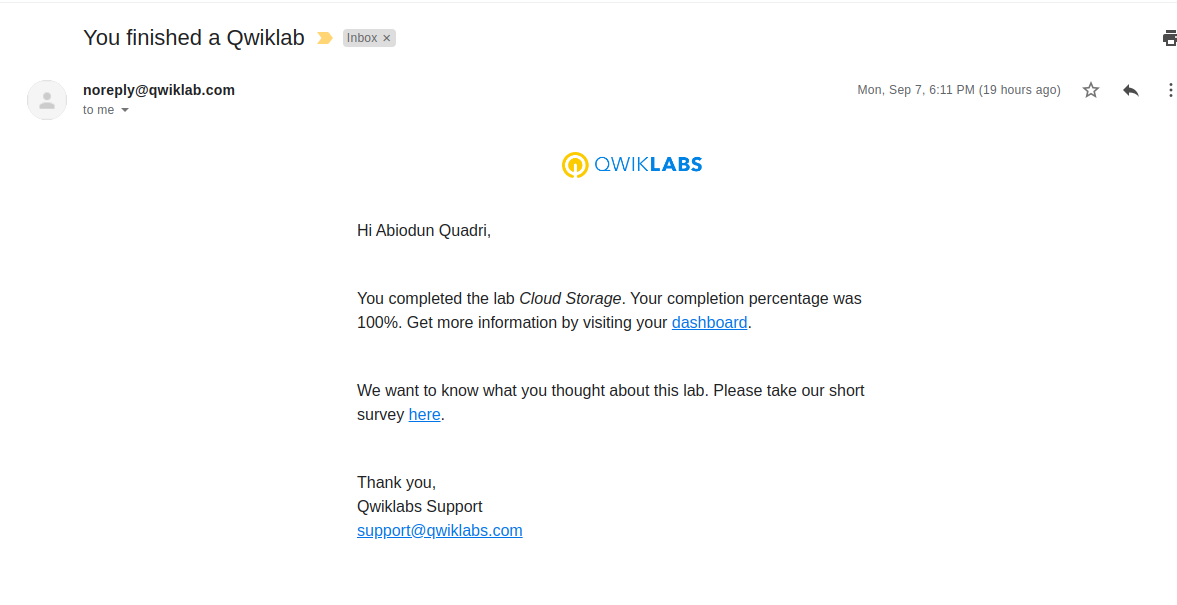 You finished a Qwiklab
Inbox ×
noreply@qwiklab.com
Mon, Sep 7, 6:11 PM (19 hours ago)
to me
QWIKLABS
Hi Abiodun Quadri,
You completed the lab Cloud Storage. Your completion percentage was
100%. Get more information by visiting your dashboard.
We want to know what you thought about this lab. Please take our short
survey here.
Thank you,
Qwiklabs Support
support@qwiklabs.com